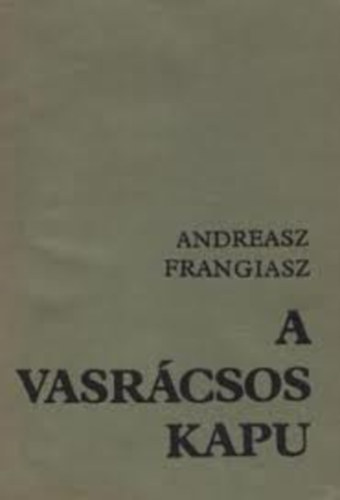 ANDREASZ
FRANGIASZ
A
VASRÁCSOS
KAPU